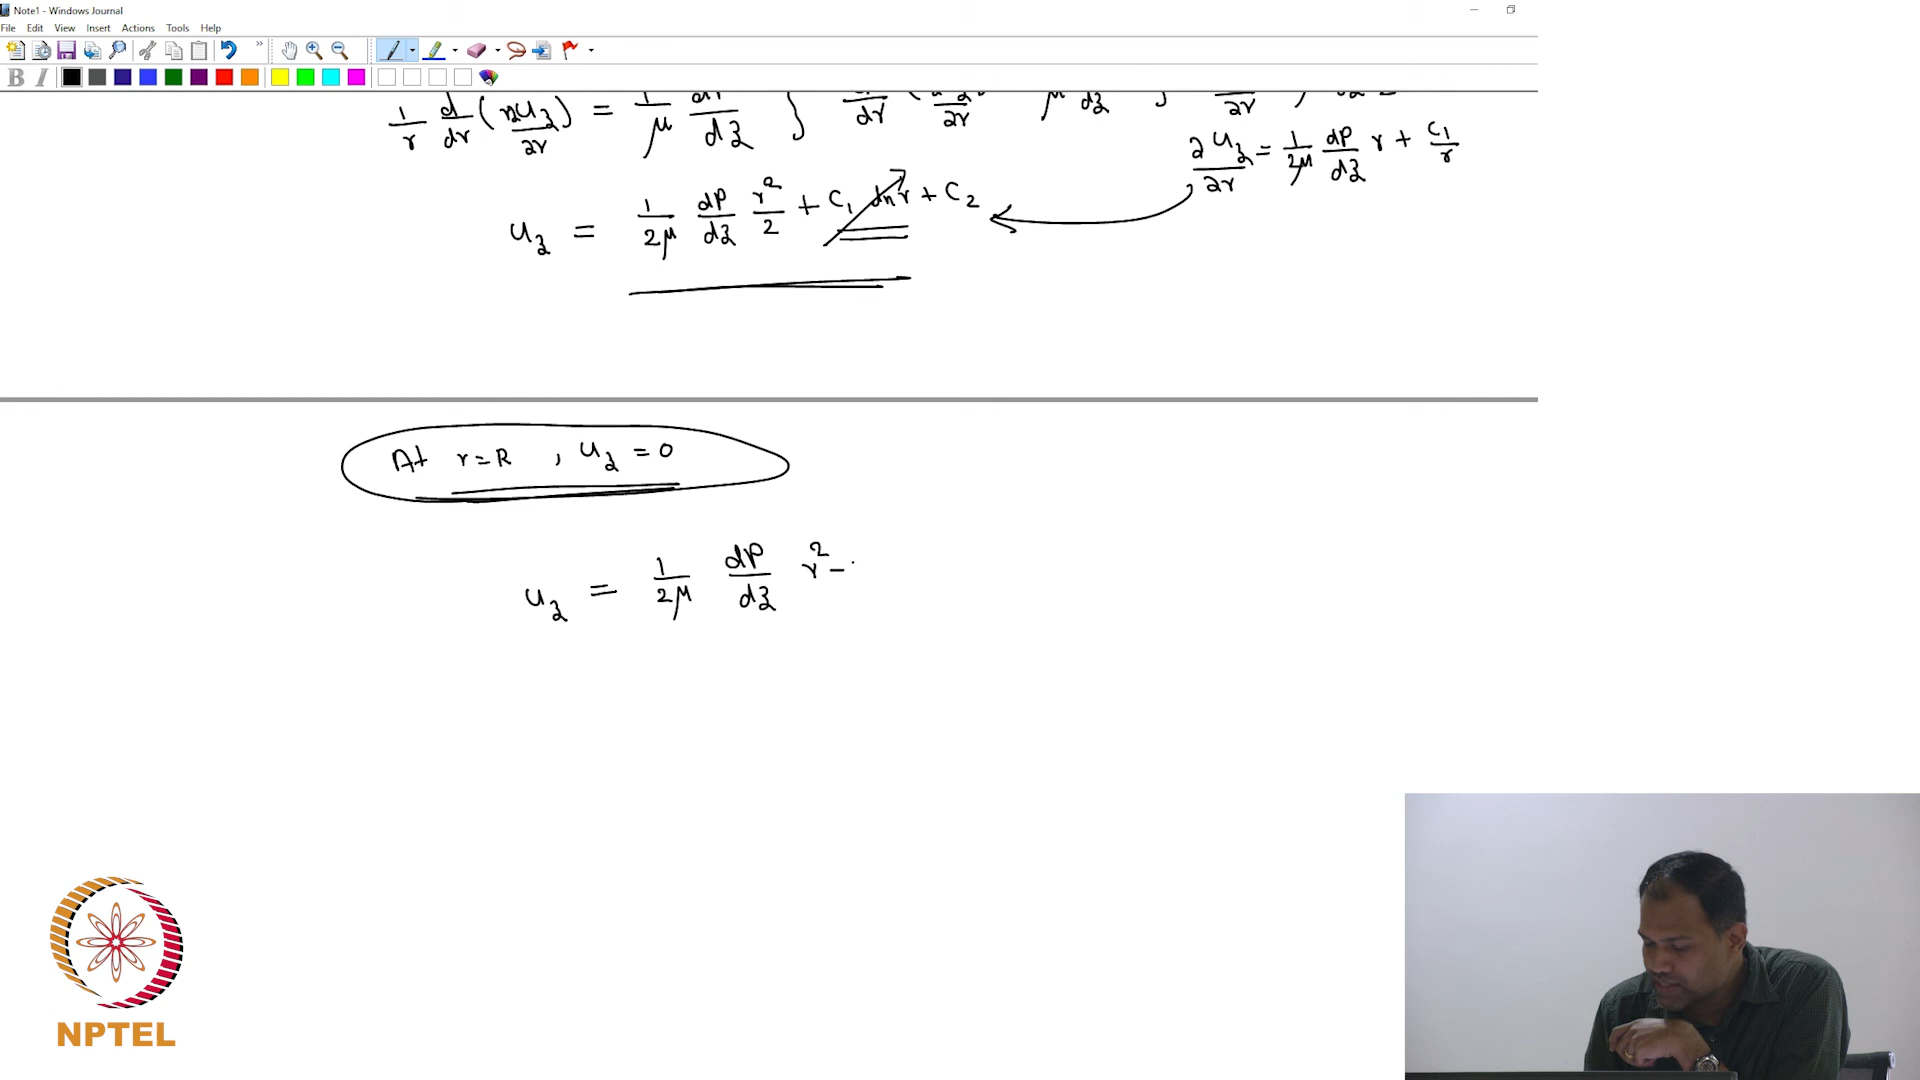 Note1 - Windows Journal
File Edit View Insert Actions Tools Help
B I
1/r d/dr (r∂u_z/∂r) = 1/μ dP/dz }
∂u_z/∂r = 1/2μ dP/dz r + C₁/r
u_z = 1/2μ dP/dz r²/2 + C₁ ln r + C₂
At r=R , u_z = 0
u_z = 1/2μ dP/dz r² -
NPTEL